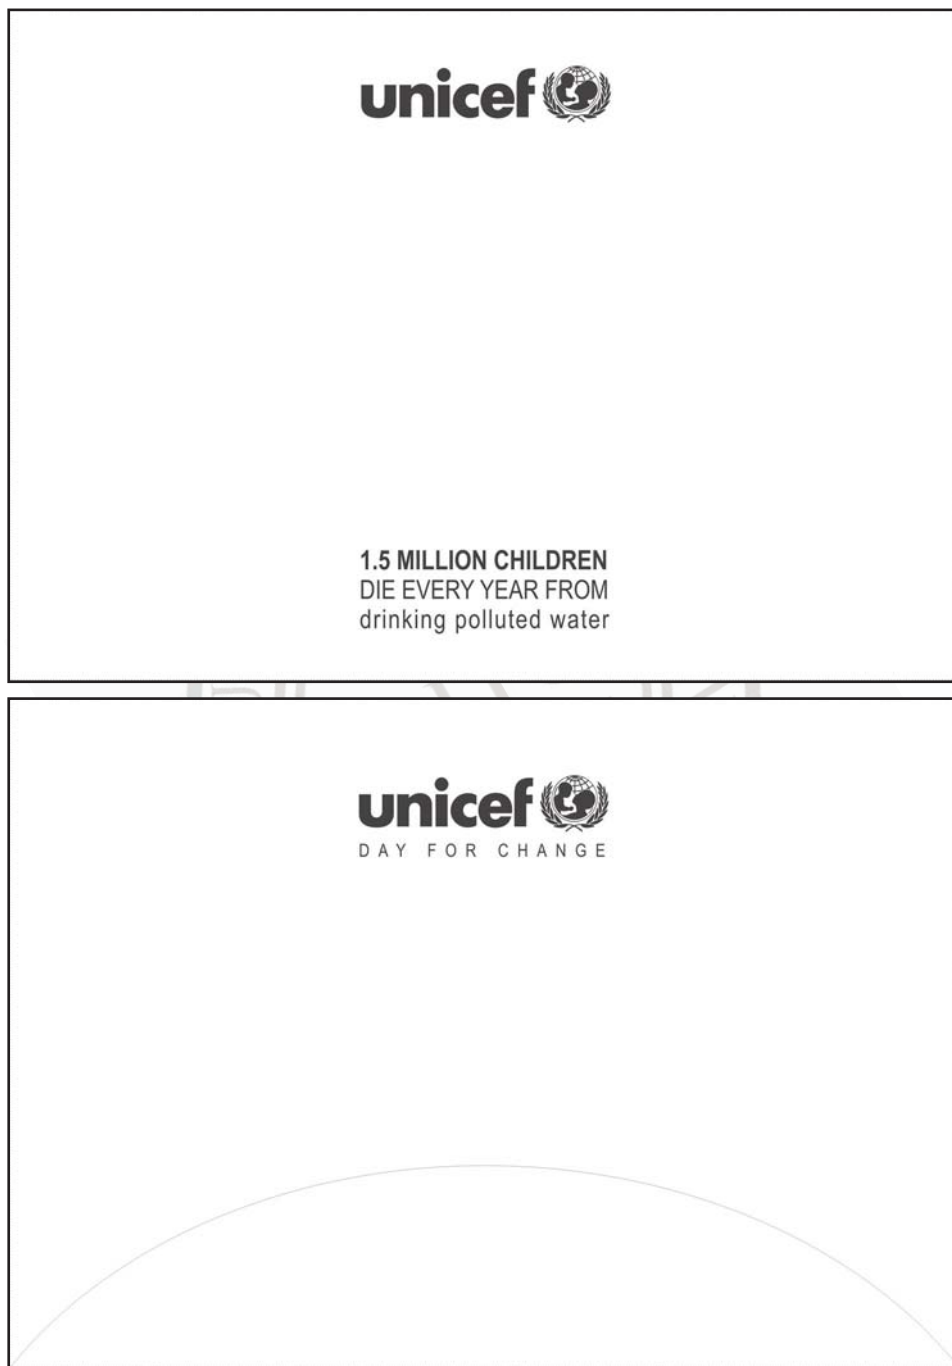 unicef
1.5 MILLION CHILDREN
DIE EVERY YEAR FROM
drinking polluted water
unicef
DAY FOR CHANGE